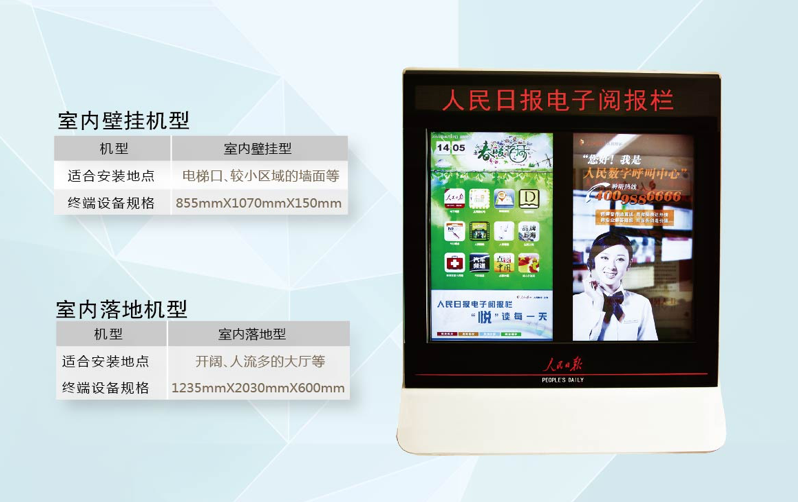 室内壁挂机型
机型 室内壁挂型
适合安装地点 电梯口、较小区域的墙面等
终端设备规格 855mmX1070mmX150mm
室内落地机型
机型 室内落地型
适合安装地点 开阔、人流多的大厅等
终端设备规格 1235mmX2030mmX600mm
人民日报电子阅报栏
14 05
人民日报电子阅报栏
“悦”读每一天
“您好！我是
人民数字呼叫中心”
4009886666
人民日报
PEOPLE'S DAILY